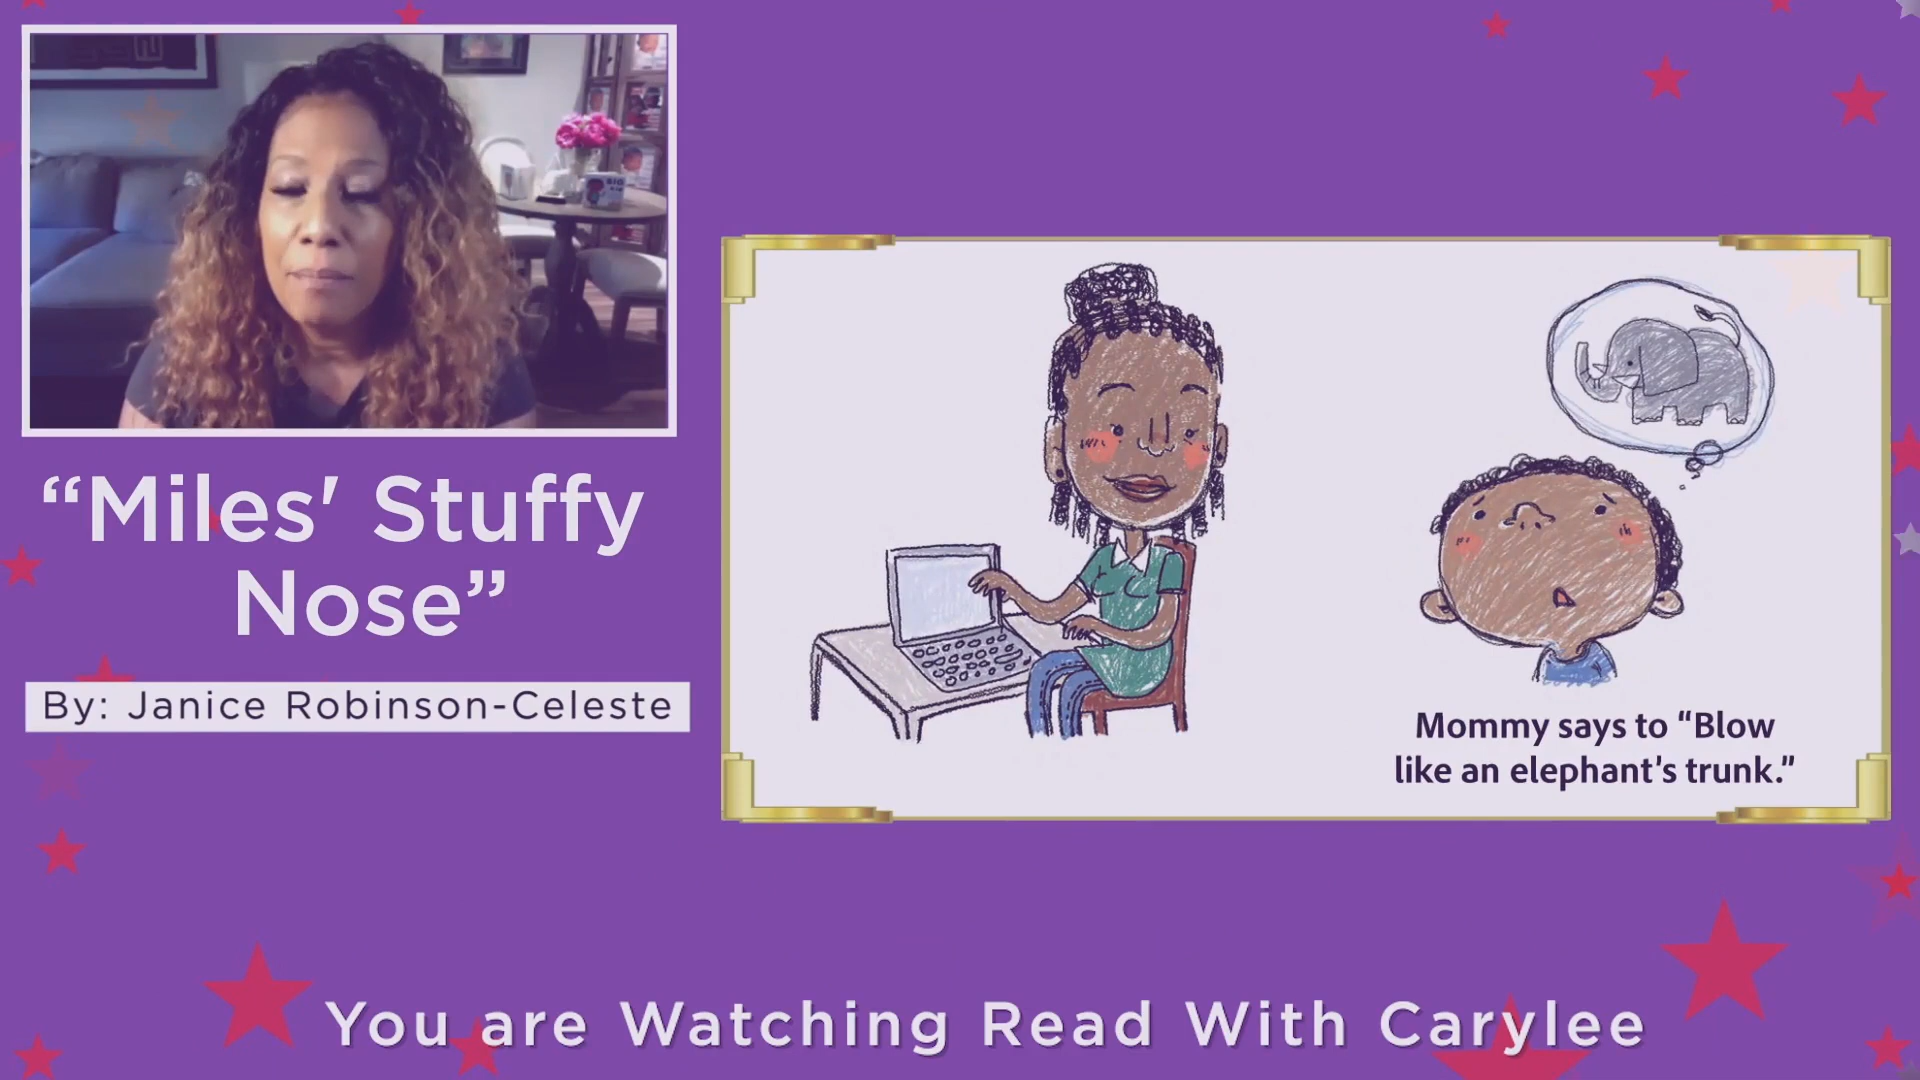 “Miles' Stuffy
Nose”
By: Janice Robinson-Celeste
Mommy says to “Blow
like an elephant’s trunk.”
You are Watching Read With Carylee